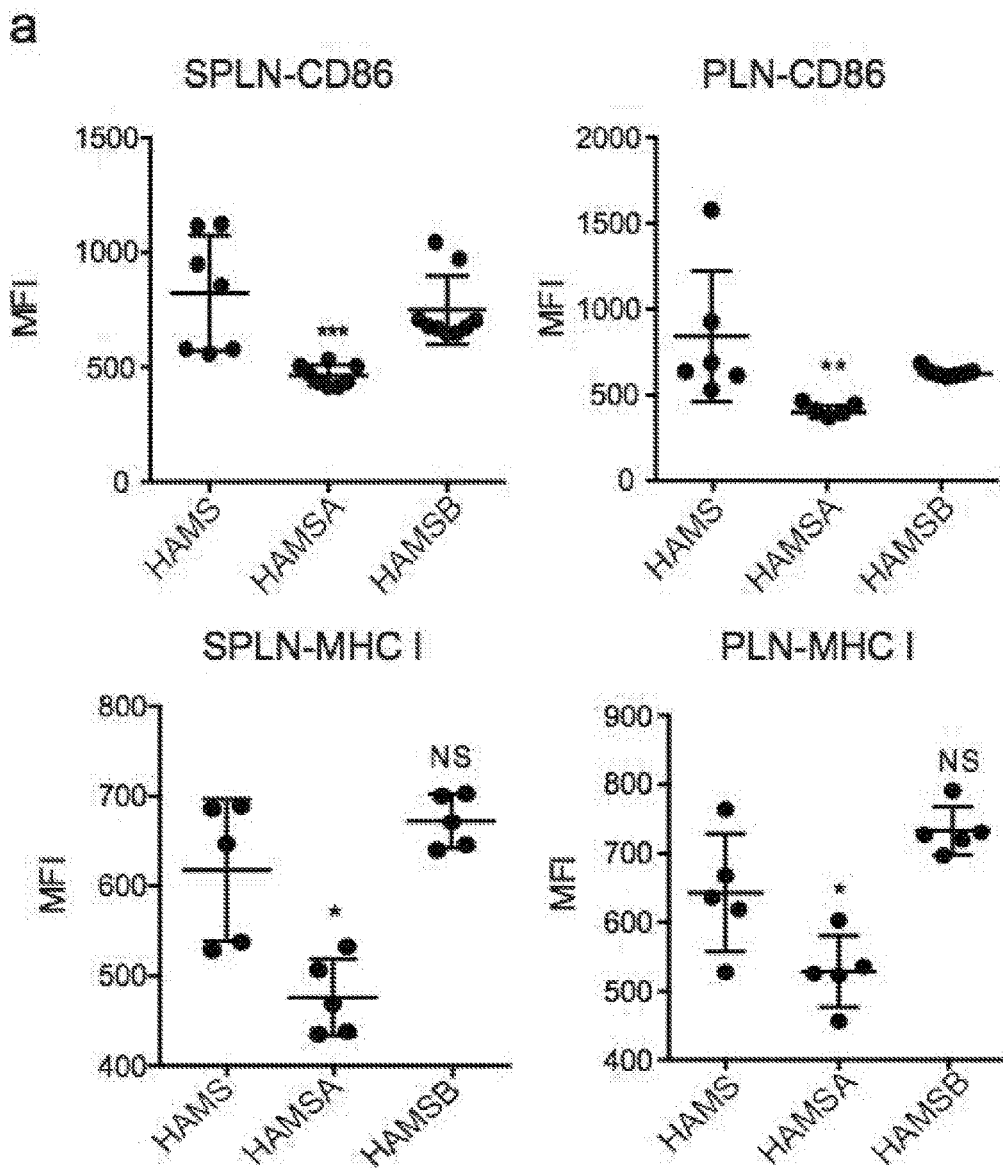 a
SPLN-CD86
PLN-CD86
1500
1000
500
0
MFI
***
HAMS
HAMSA
HAMSB
2000
1500
1000
500
0
MFI
**
HAMS
HAMSA
HAMSB
SPLN-MHC I
PLN-MHC I
800
700
600
500
400
MFI
*
NS
HAMS
HAMSA
HAMSB
900
800
700
600
500
400
MFI
*
NS
HAMS
HAMSA
HAMSB